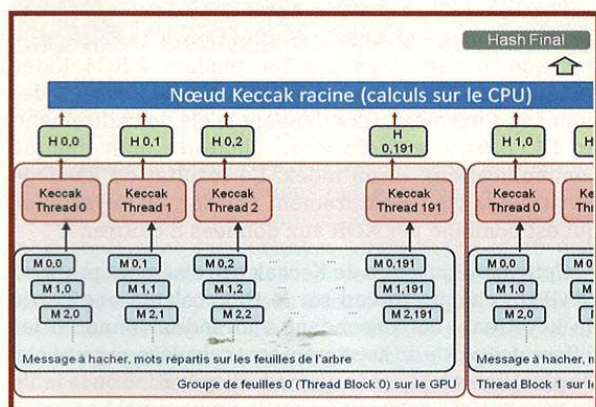 Hash Final
Nœud Keccak racine (calculs sur le CPU)
H 0,0
H 0,1
H 0,2
H
0,191
H 1,0
H
Keccak
Thread 0
Keccak
Thread 1
Keccak
Thread 2
Keccak
Thread 191
Keccak
Thread 0
M 0,0
M 1,0
M 2,0
M 0,1
M 1,1
M 2,1
M 0,2
M 1,2
M 2,2
M 0,191
M 1,191
M 2,191
M 0,0
M 1,0
M 2,0
Message à hacher, mots répartis sur les feuilles de l'arbre
Message à hacher, m
Groupe de feuilles 0 (Thread Block 0) sur le GPU
Thread Block 1 sur le